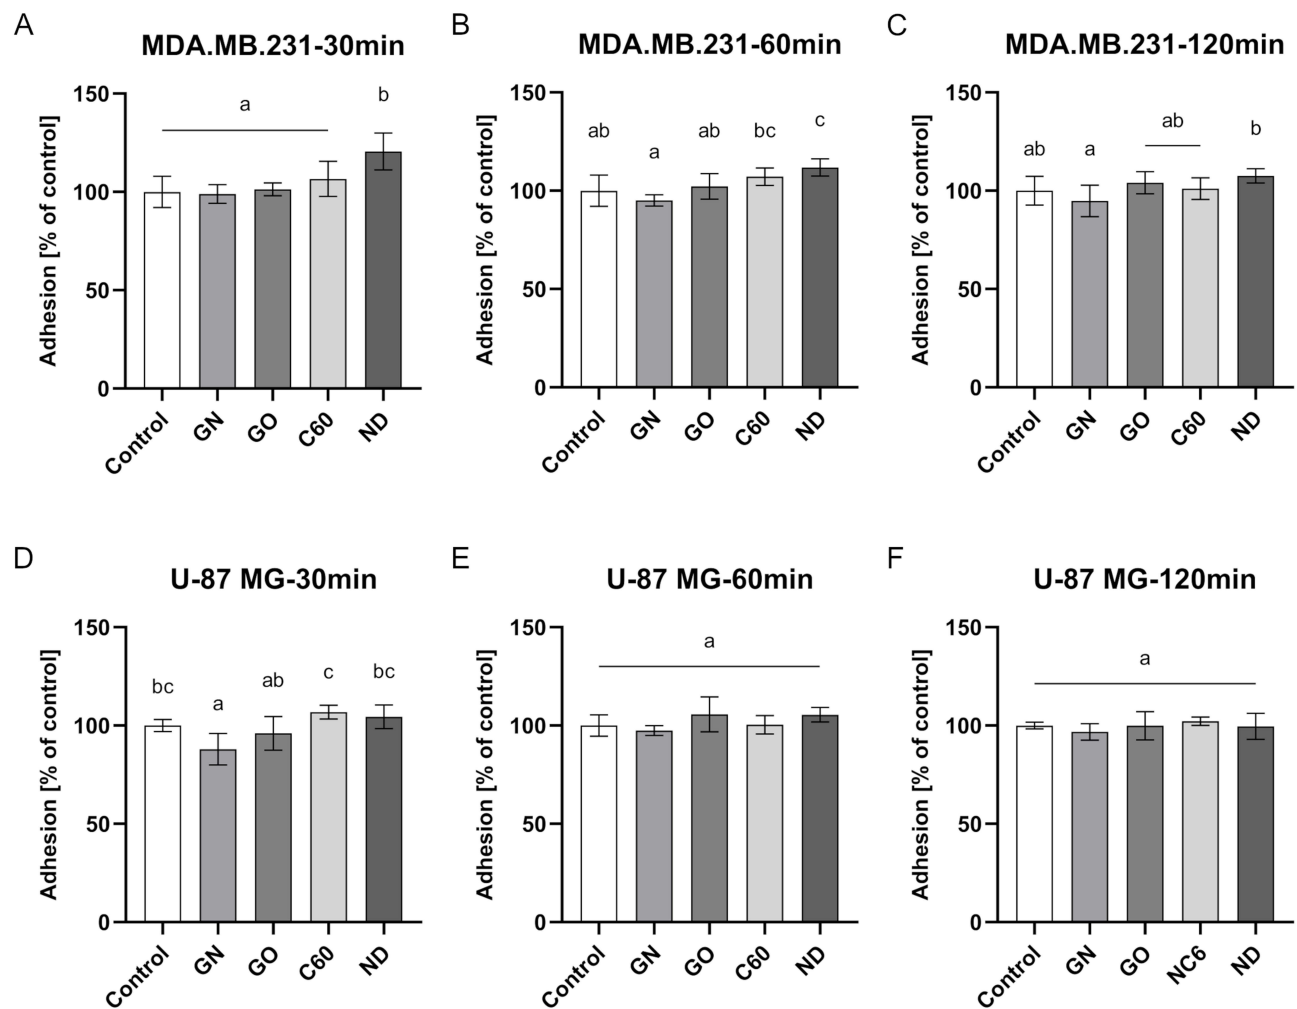 A
MDA.MB.231-30min
Adhesion [% of control]
150
100
50
0
a
b
Control
GN
GO
C60
ND
B
MDA.MB.231-60min
Adhesion [% of control]
150
100
50
0
ab
a
ab
bc
c
Control
GN
GO
C60
ND
C
MDA.MB.231-120min
Adhesion [% of control]
150
100
50
0
ab
a
ab
b
Control
GN
GO
C60
ND
D
U-87 MG-30min
Adhesion [% of control]
150
100
50
0
bc
a
ab
c
bc
Control
GN
GO
C60
ND
E
U-87 MG-60min
Adhesion [% of control]
150
100
50
0
a
Control
GN
GO
C60
ND
F
U-87 MG-120min
Adhesion [% of control]
150
100
50
0
a
Control
GN
GO
NC6
ND